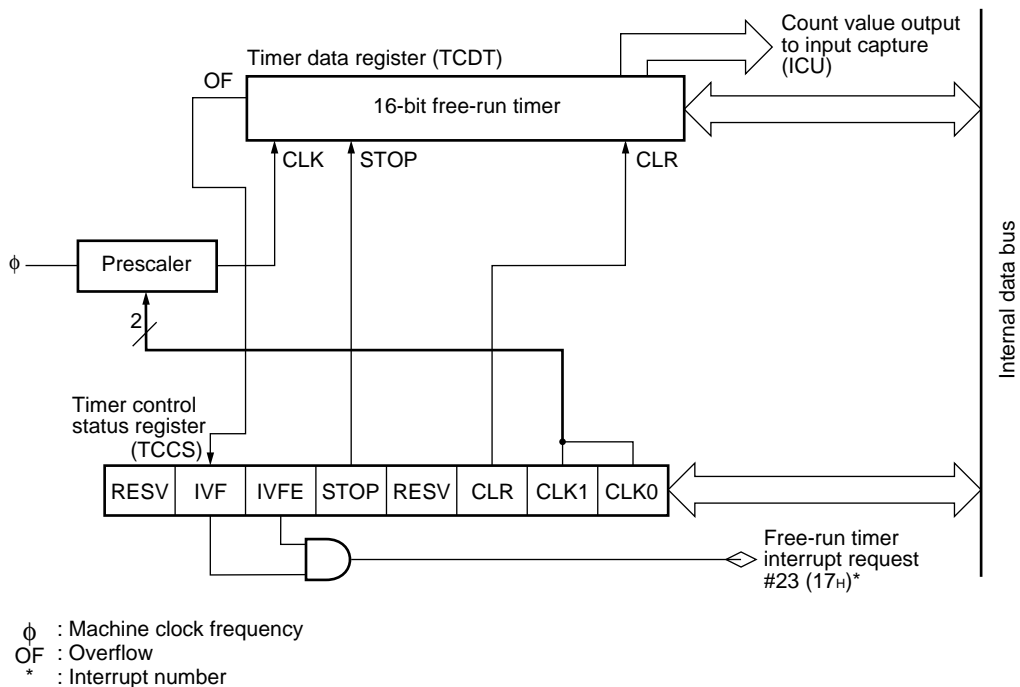 Count value output
to input capture
(ICU)
Timer data register (TCDT)
OF
16-bit free-run timer
CLK
STOP
CLR
Internal data bus
ϕ
Prescaler
2
Timer control
status register
(TCCS)
RESV IVF IVFE STOP RESV CLR CLK1 CLK0
Free-run timer
interrupt request
#23 (17H)*
ϕ : Machine clock frequency
OF : Overflow
* : Interrupt number